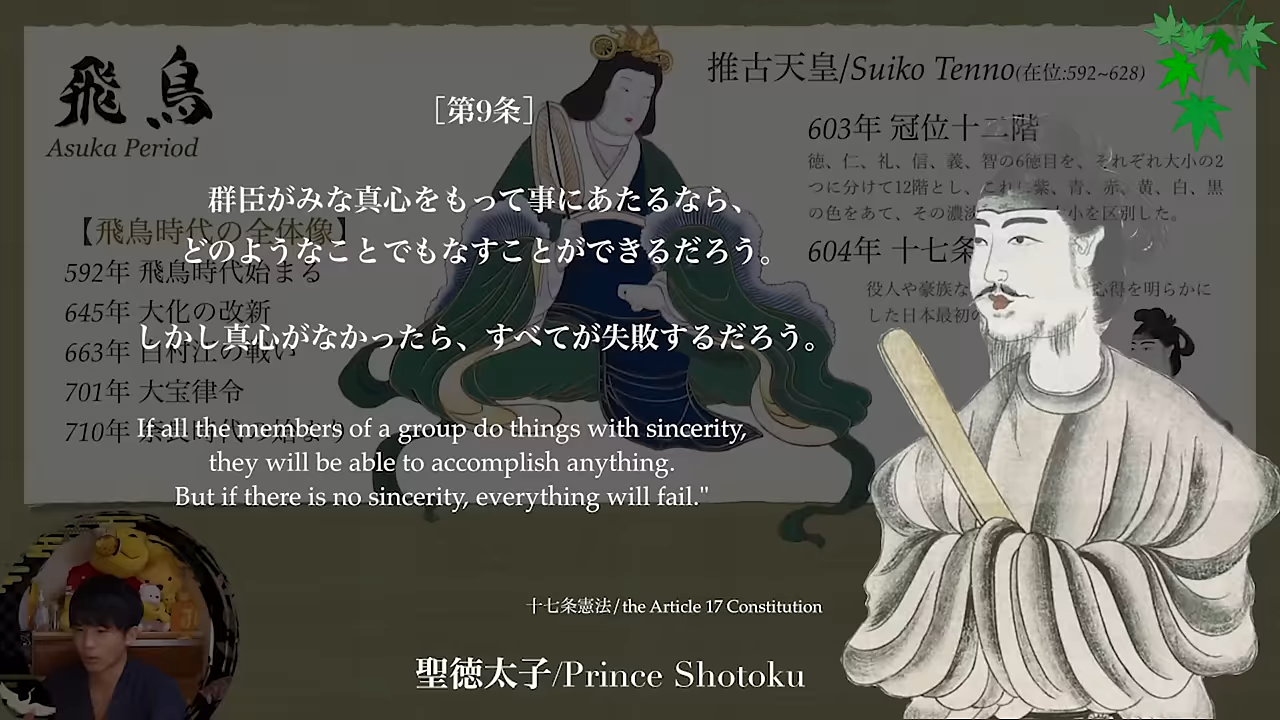 飛鳥
Asuka Period
【飛鳥時代の全体像】
592年 飛鳥時代始まる
645年 大化の改新
663年 白村江の戦い
701年 大宝律令
710年 奈良時代の始まり
推古天皇/Suiko Tenno(在位:592~628)
603年 冠位十二階
徳、仁、礼、信、義、智の6徳目を、それぞれ大小の2
つに分けて12階とし、これに紫、青、赤、黄、白、黒
の色をあて、その濃淡 大小を区別した。
604年 十七条
役人や豪族な 心得を明らかに
した日本最初の
［第9条］
群臣がみな真心をもって事にあたるなら、
どのようなことでもなすことができるだろう。
しかし真心がなかったら、すべてが失敗するだろう。
If all the members of a group do things with sincerity,
they will be able to accomplish anything.
But if there is no sincerity, everything will fail."
十七条憲法/the Article 17 Constitution
聖徳太子/Prince Shotoku